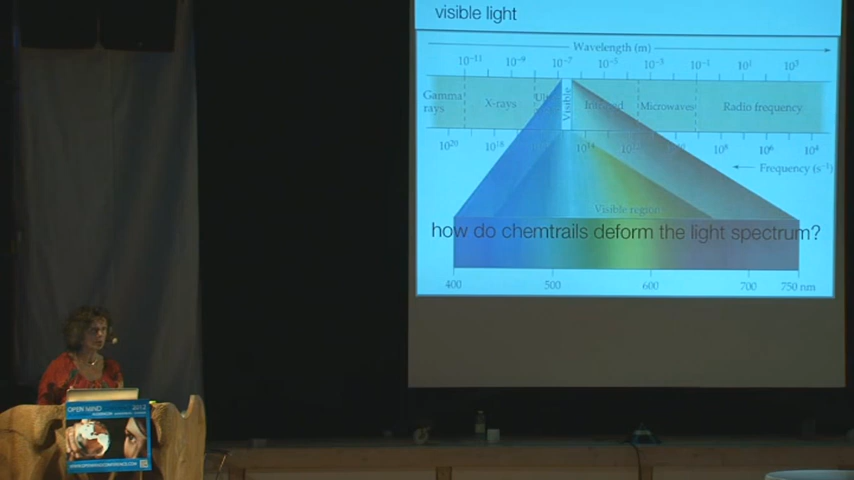 visible light
Wavelength (m)
10⁻¹¹ 10⁻⁹ 10⁻⁷ 10⁻⁵ 10⁻³ 10⁻¹ 10¹ 10³
Gamma rays X-rays Visible Infrared Microwaves Radio frequency
10²⁰ 10¹⁸ 10¹⁴ 10⁸ 10⁶ 10⁴
Frequency (s⁻¹)
Visible region
how do chemtrails deform the light spectrum?
400 500 600 700 750 nm
OPEN MIND 2012